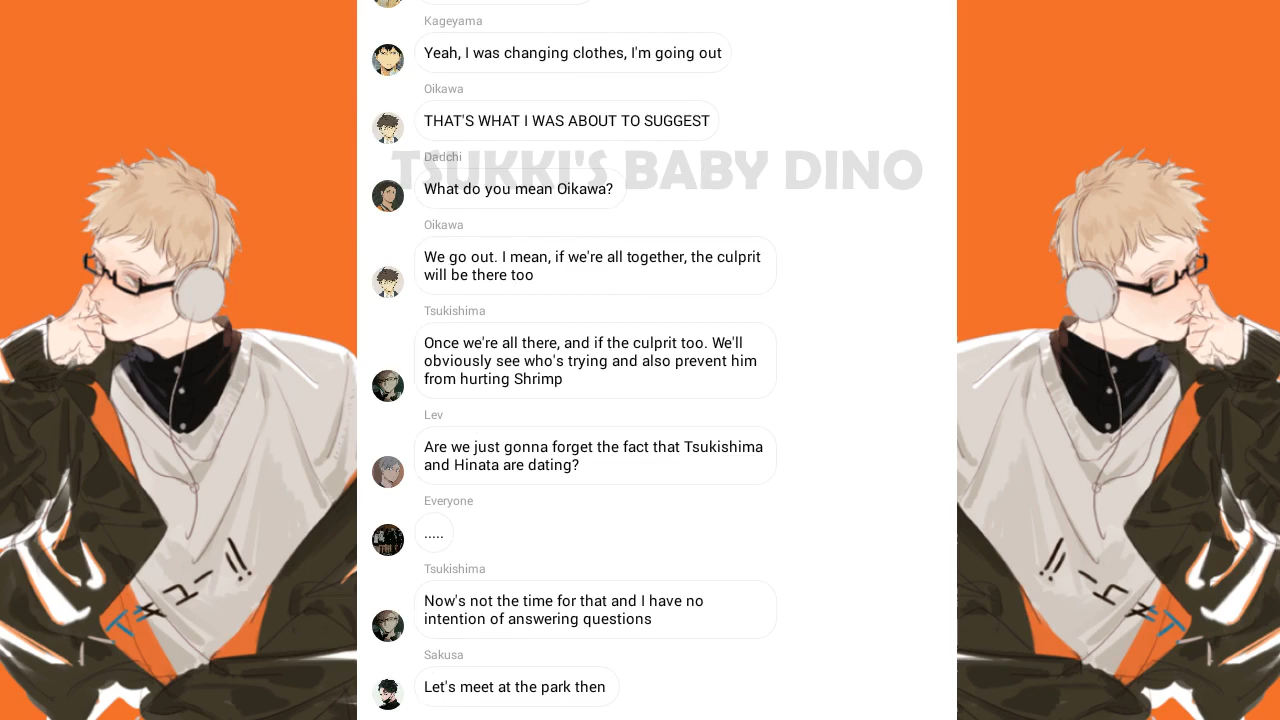 Kageyama
Yeah, I was changing clothes, I'm going out
Oikawa
THAT'S WHAT I WAS ABOUT TO SUGGEST
Dadchi
TSUKKI'S BABY DINO
What do you mean Oikawa?
Oikawa
We go out. I mean, if we're all together, the culprit
will be there too
Tsukishima
Once we're all there, and if the culprit too. We'll
obviously see who's trying and also prevent him
from hurting Shrimp
Lev
Are we just gonna forget the fact that Tsukishima
and Hinata are dating?
Everyone
.....
Tsukishima
Now's not the time for that and I have no
intention of answering questions
Sakusa
Let's meet at the park then